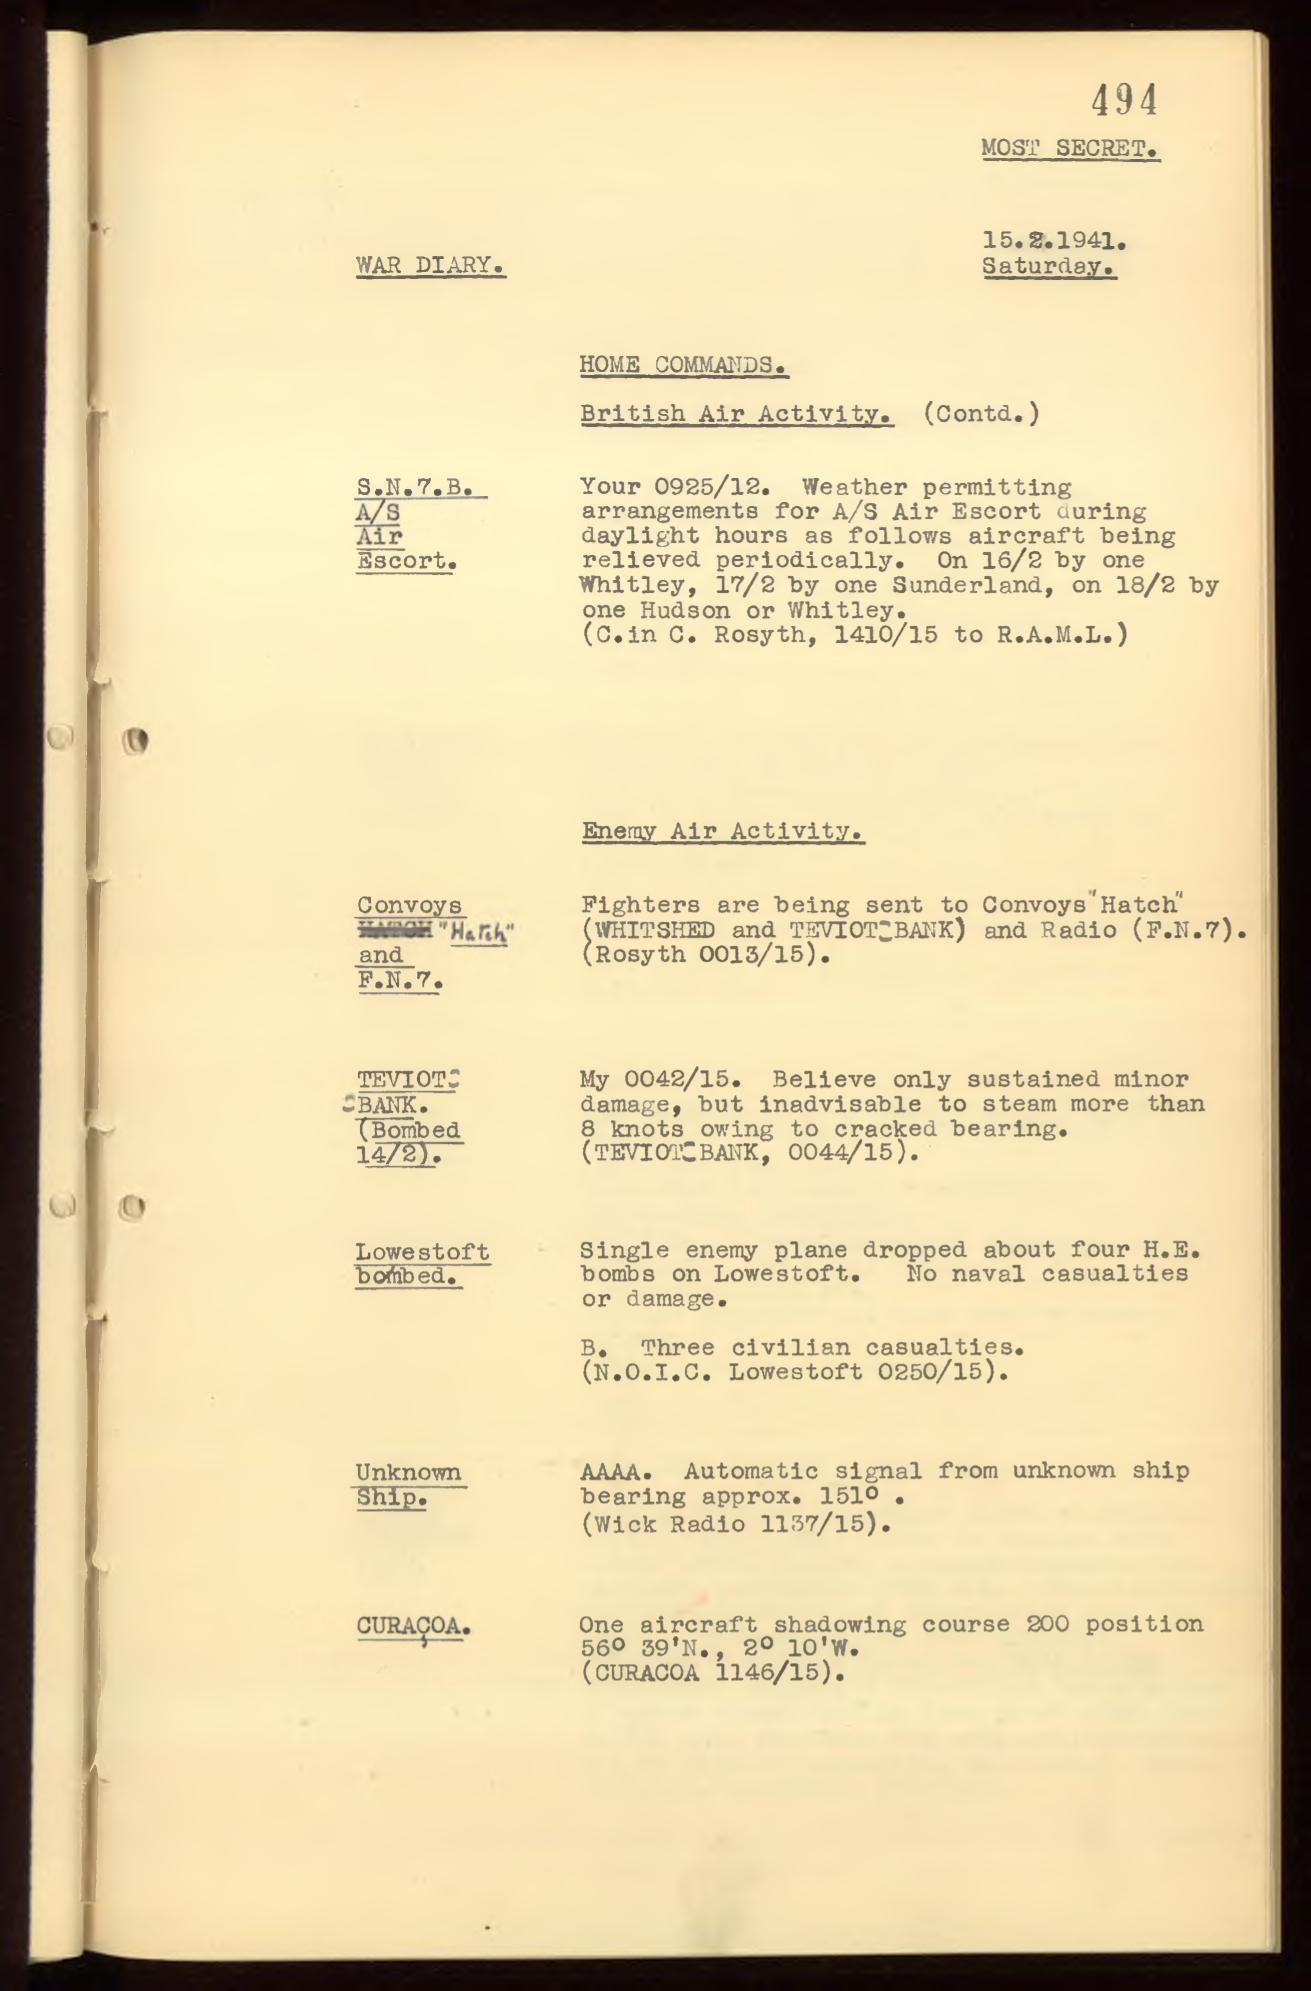 494
MOST SECRET.
15.2.1941.
WAR DIARY. Saturday.
HOME COMMANDS.
British Air Activity. (Contd.)
S.N.7.B. Your 0925/12. Weather permitting
A/S arrangements for A/S Air Escort during
Air daylight hours as follows aircraft being
Escort. relieved periodically. On 16/2 by one
Whitley, 17/2 by one Sunderland, on 18/2 by
one Hudson or Whitley.
(C.in C. Rosyth, 1410/15 to R.A.M.L.)
Enemy Air Activity.
Convoys Fighters are being sent to Convoys "Hatch"
HATCH "Hatch" (WHITSHED and TEVIOT BANK) and Radio (F.N.7).
and (Rosyth 0013/15).
F.N.7.
TEVIOT My 0042/15. Believe only sustained minor
BANK. damage, but inadvisable to steam more than
(Bombed 8 knots owing to cracked bearing.
14/2). (TEVIOT BANK, 0044/15).
Lowestoft Single enemy plane dropped about four H.E.
bombed. bombs on Lowestoft. No naval casualties
or damage.
B. Three civilian casualties.
(N.O.I.C. Lowestoft 0250/15).
Unknown AAAA. Automatic signal from unknown ship
Ship. bearing approx. 151° .
(Wick Radio 1137/15).
CURAÇOA. One aircraft shadowing course 200 position
56° 39'N., 2° 10'W.
(CURACOA 1146/15).